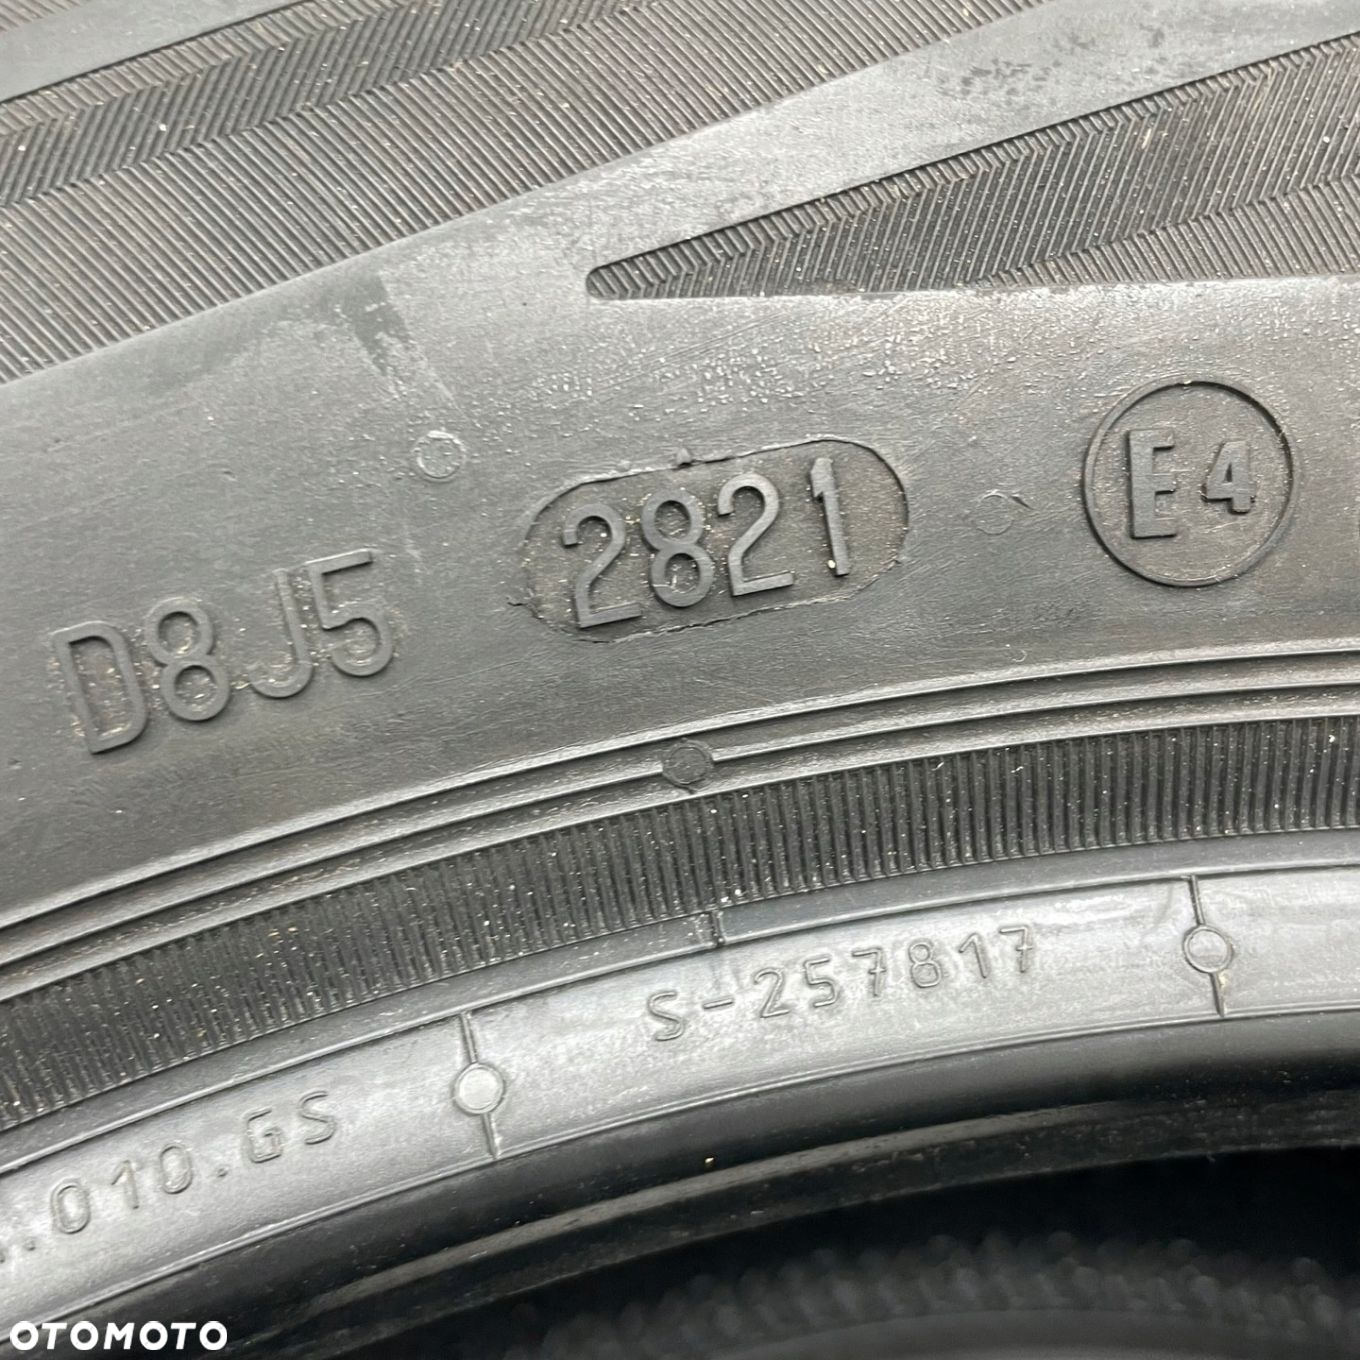 D8J5 2821 E4
S-257817
.010.GS
OTOMOTO